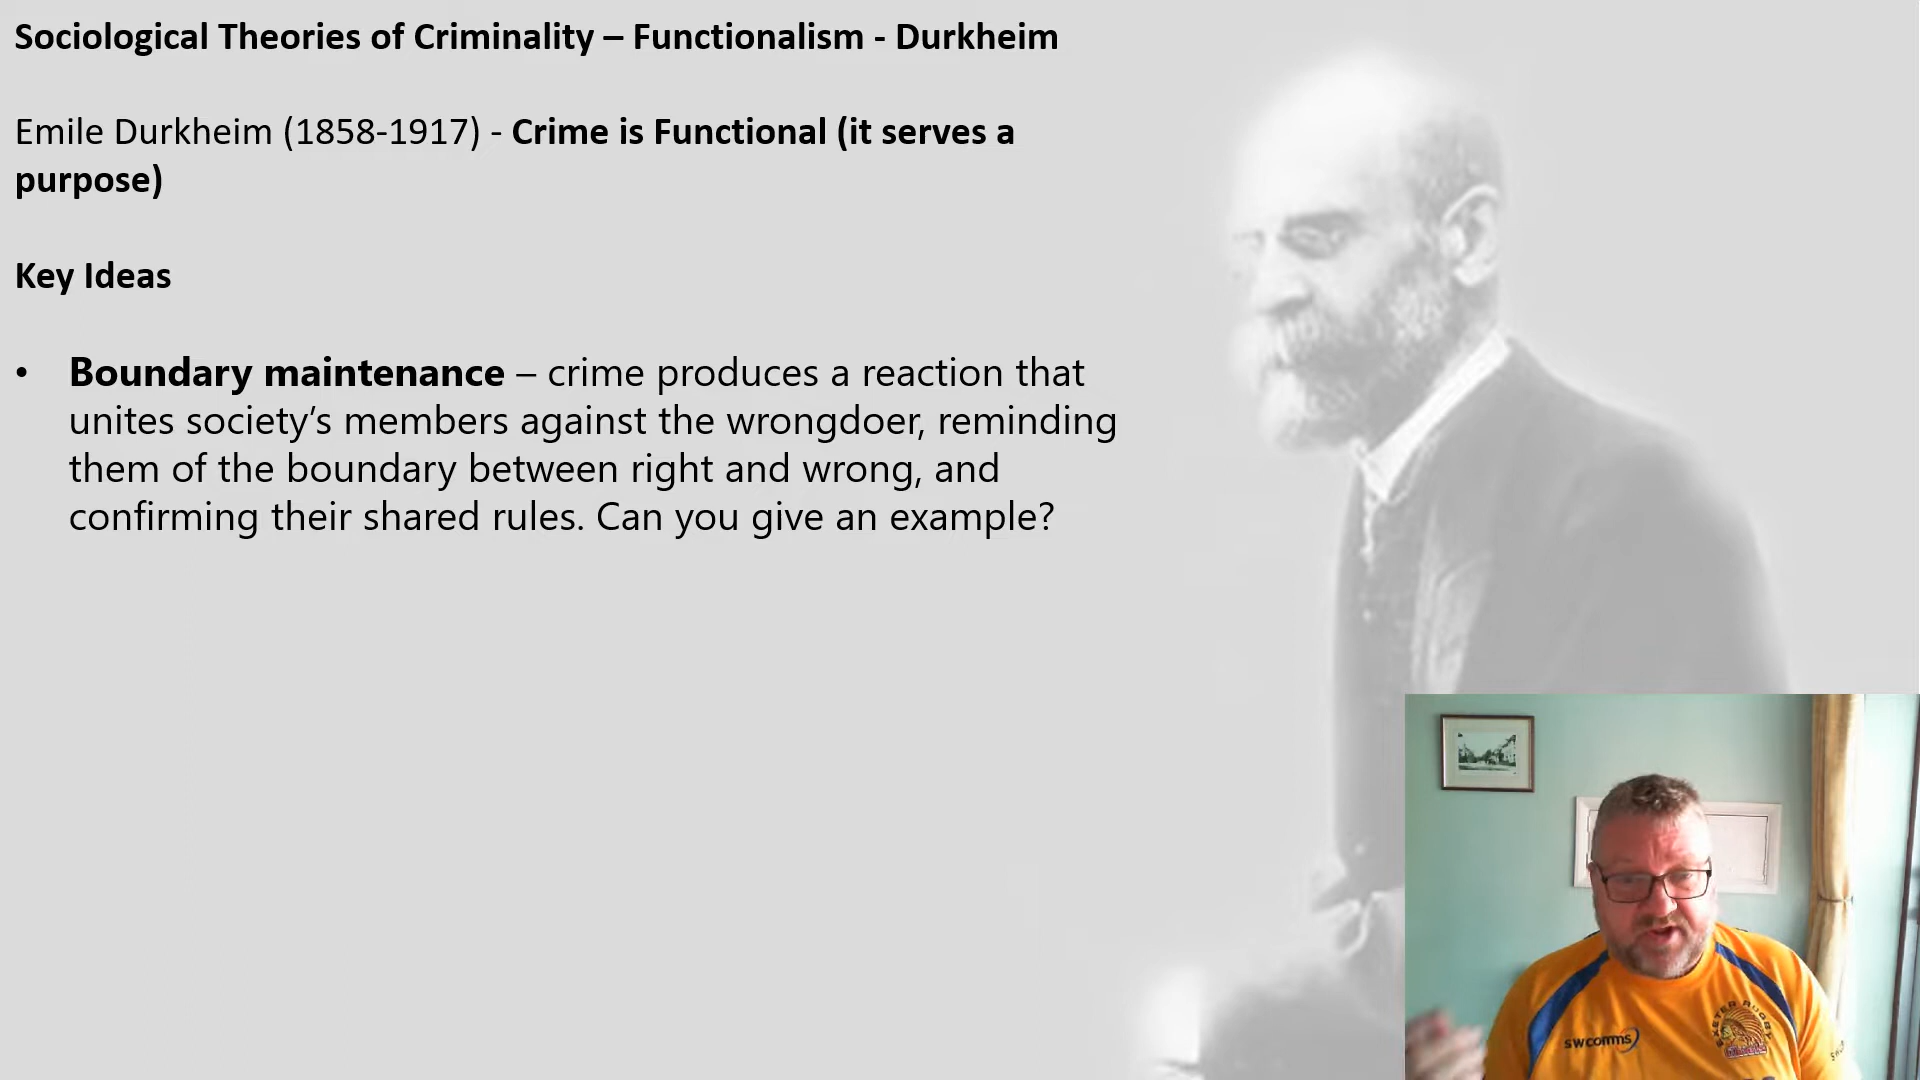 Sociological Theories of Criminality – Functionalism - Durkheim
Emile Durkheim (1858-1917) - Crime is Functional (it serves a
purpose)
Key Ideas
• Boundary maintenance – crime produces a reaction that
unites society’s members against the wrongdoer, reminding
them of the boundary between right and wrong, and
confirming their shared rules. Can you give an example?
swcomms
EXETER RUGBY